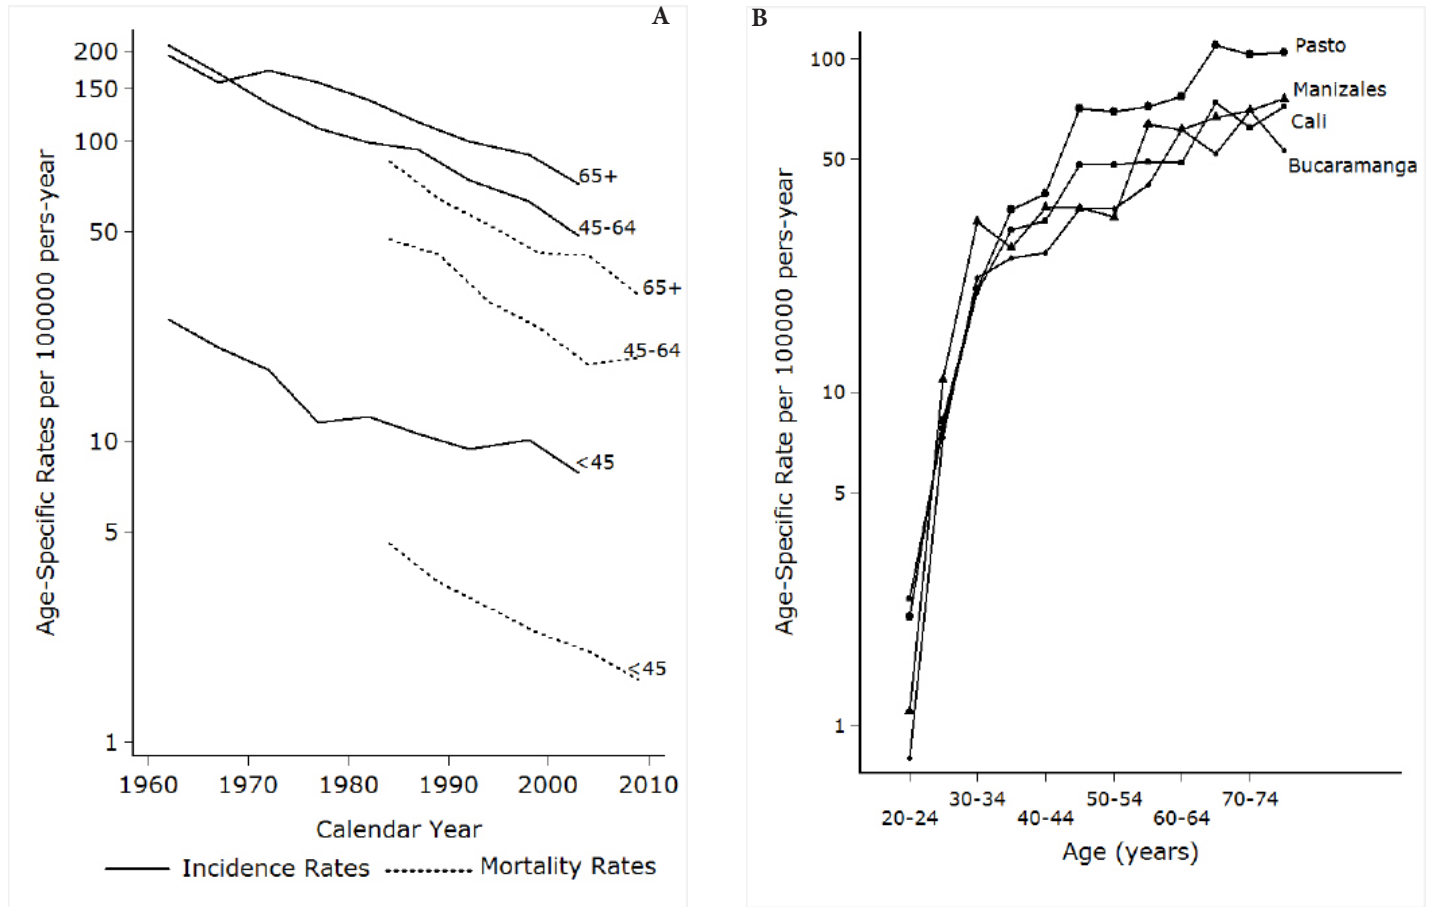 A
Age-Specific Rates per 100000 pers-year
200
150
100
50
10
5
1
65+
45-64
65+
45-64
<45
<45
1960 1970 1980 1990 2000 2010
Calendar Year
Incidence Rates Mortality Rates
B
Age-Specific Rate per 100000 pers-year
100
50
10
5
1
Pasto
Manizales
Cali
Bucaramanga
30-34 50-54 70-74
20-24 40-44 60-64
Age (years)